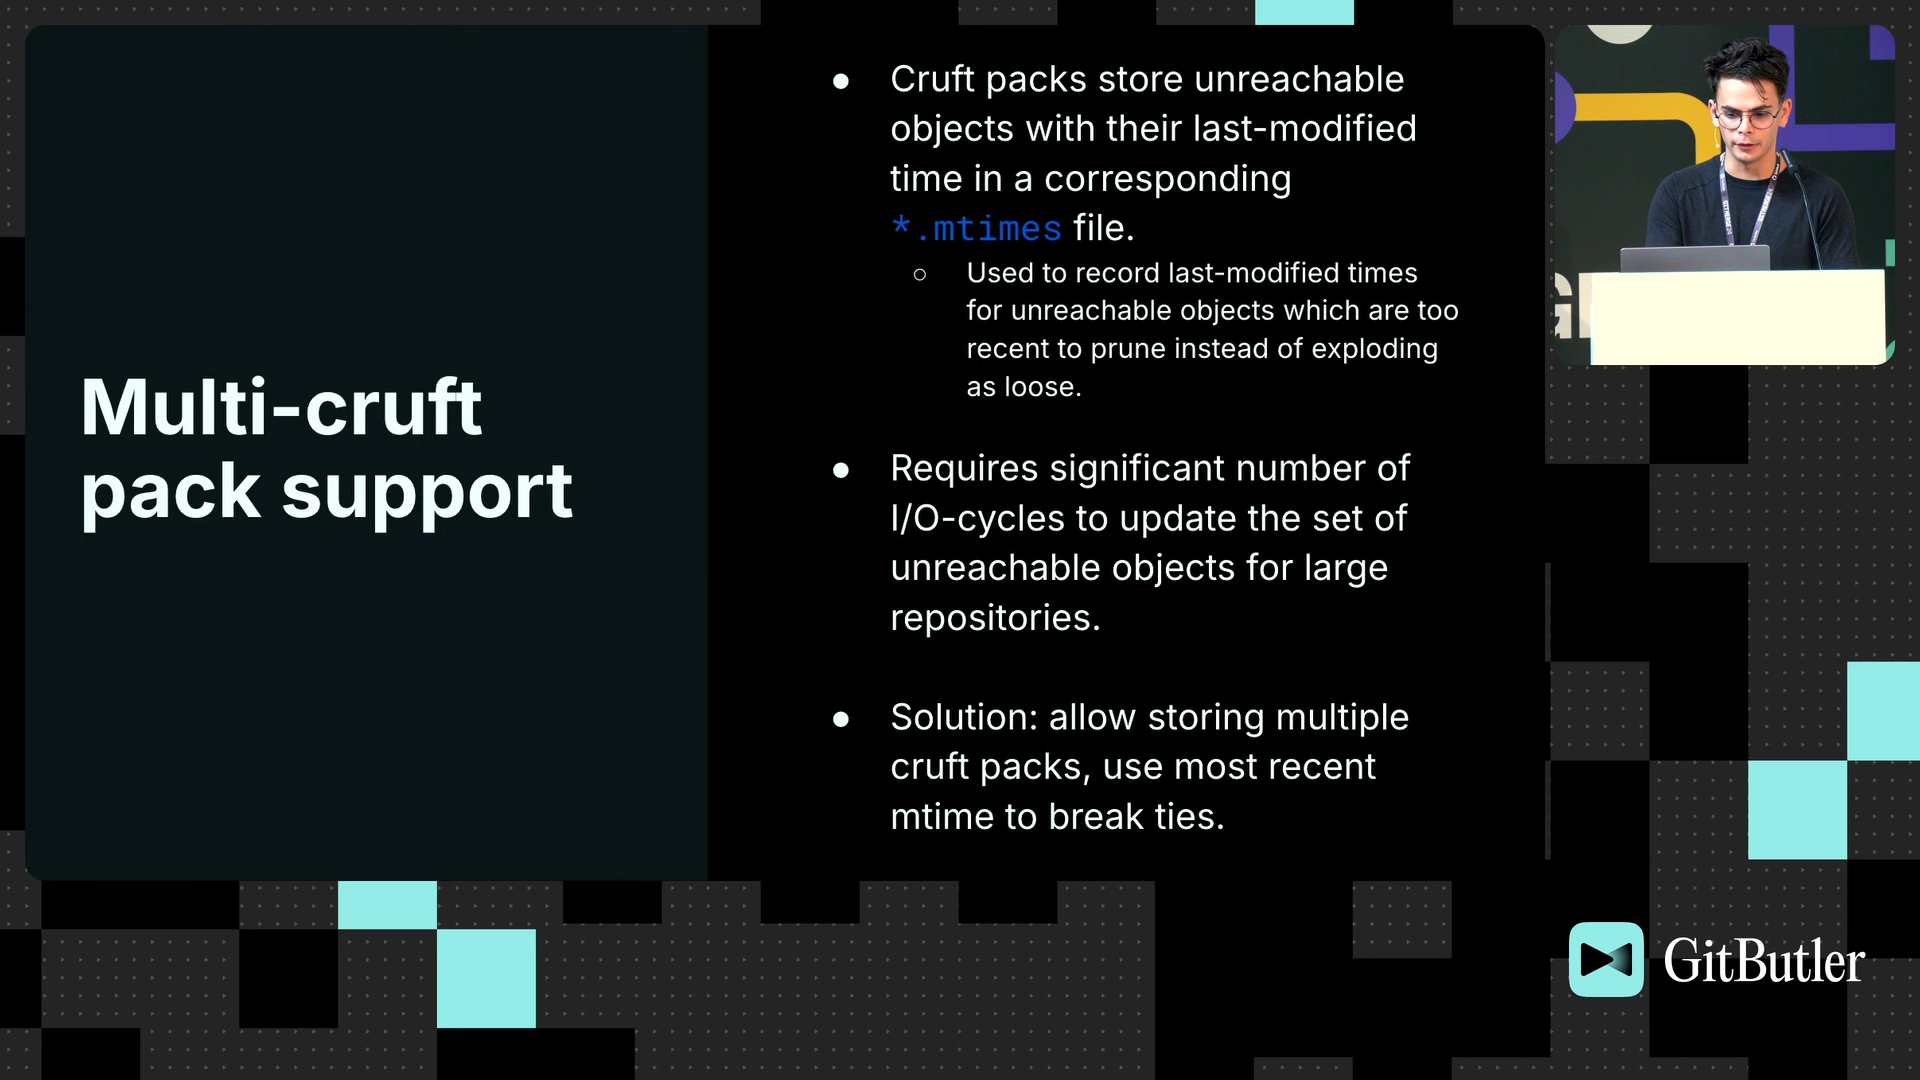 Multi-cruft
pack support
● Cruft packs store unreachable
objects with their last-modified
time in a corresponding
*.mtimes file.
○ Used to record last-modified times
for unreachable objects which are too
recent to prune instead of exploding
as loose.
● Requires significant number of
I/O-cycles to update the set of
unreachable objects for large
repositories.
● Solution: allow storing multiple
cruft packs, use most recent
mtime to break ties.
GitButler